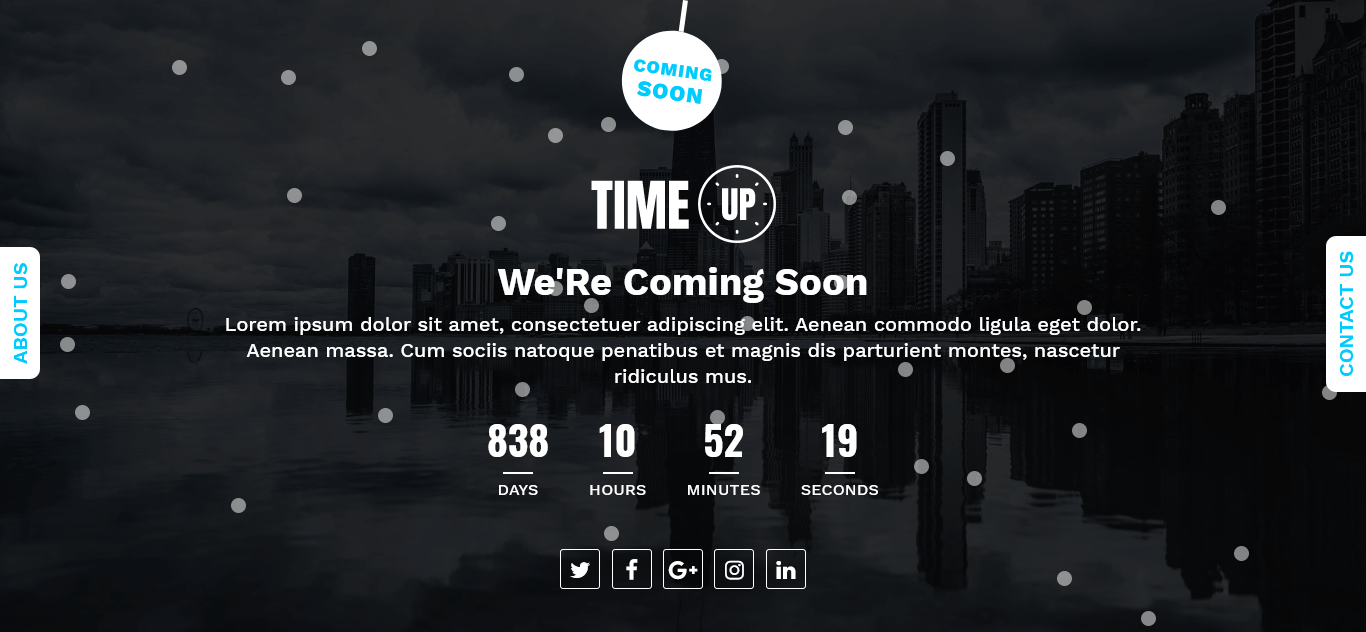 COMING
SOON
TIME UP
We'Re Coming Soon
Lorem ipsum dolor sit amet, consectetuer adipiscing elit. Aenean commodo ligula eget dolor.
Aenean massa. Cum sociis natoque penatibus et magnis dis parturient montes, nascetur
ridiculus mus.
838 10 52 19
DAYS HOURS MINUTES SECONDS
ABOUT US
CONTACT US